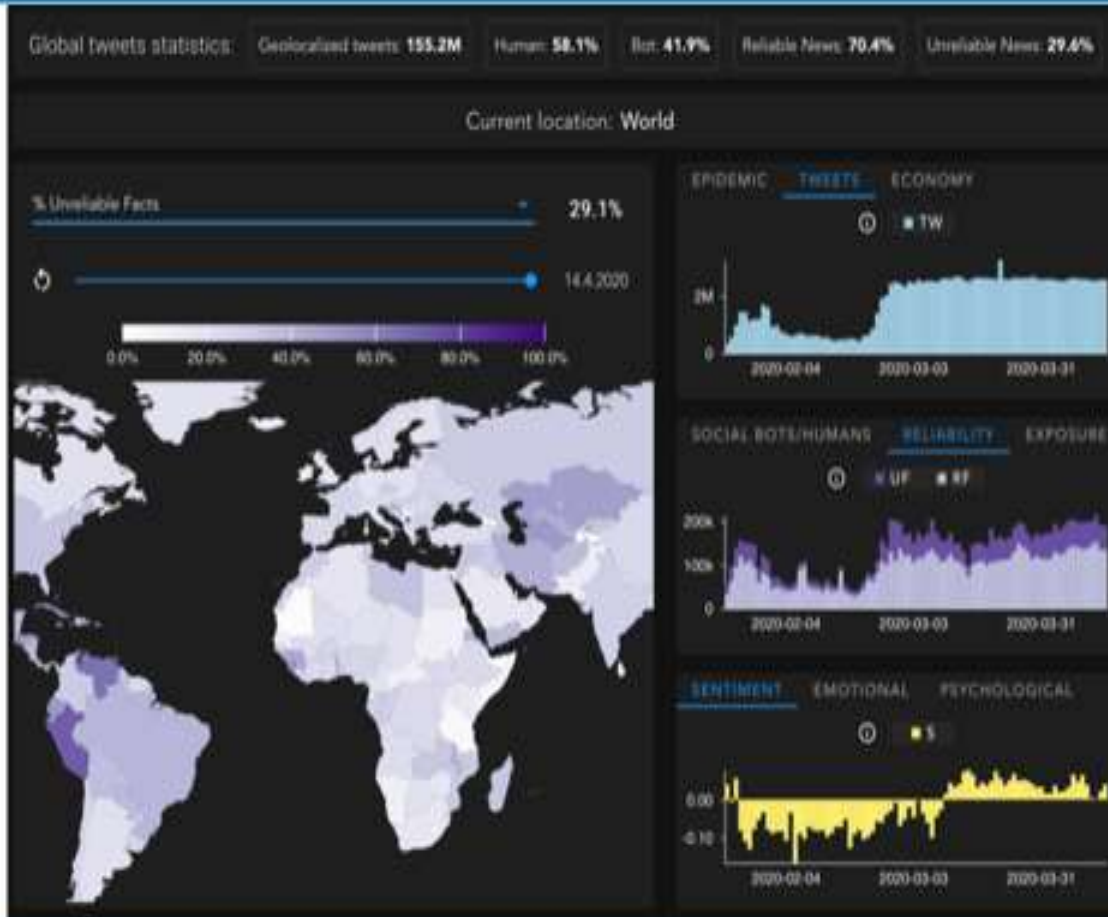 Global tweets statistics: Geolocalized tweets: 155.2M Human: 58.1% Bot: 41.9% Reliable News: 70.4% Unreliable News: 29.6%
Current location: World
% Unreliable Facts 29.1%
14.4.2020
0.0% 20.0% 40.0% 60.0% 80.0% 100.0%
EPIDEMIC TWEETS ECONOMY
TW
2M
0
2020-02-04 2020-03-03 2020-03-31
SOCIAL BOTS/HUMANS RELIABILITY EXPOSURE
UF RF
200k
100k
0
2020-02-04 2020-03-03 2020-03-31
SENTIMENT EMOTIONAL PSYCHOLOGICAL
S
0.00
-0.10
2020-02-04 2020-03-03 2020-03-31